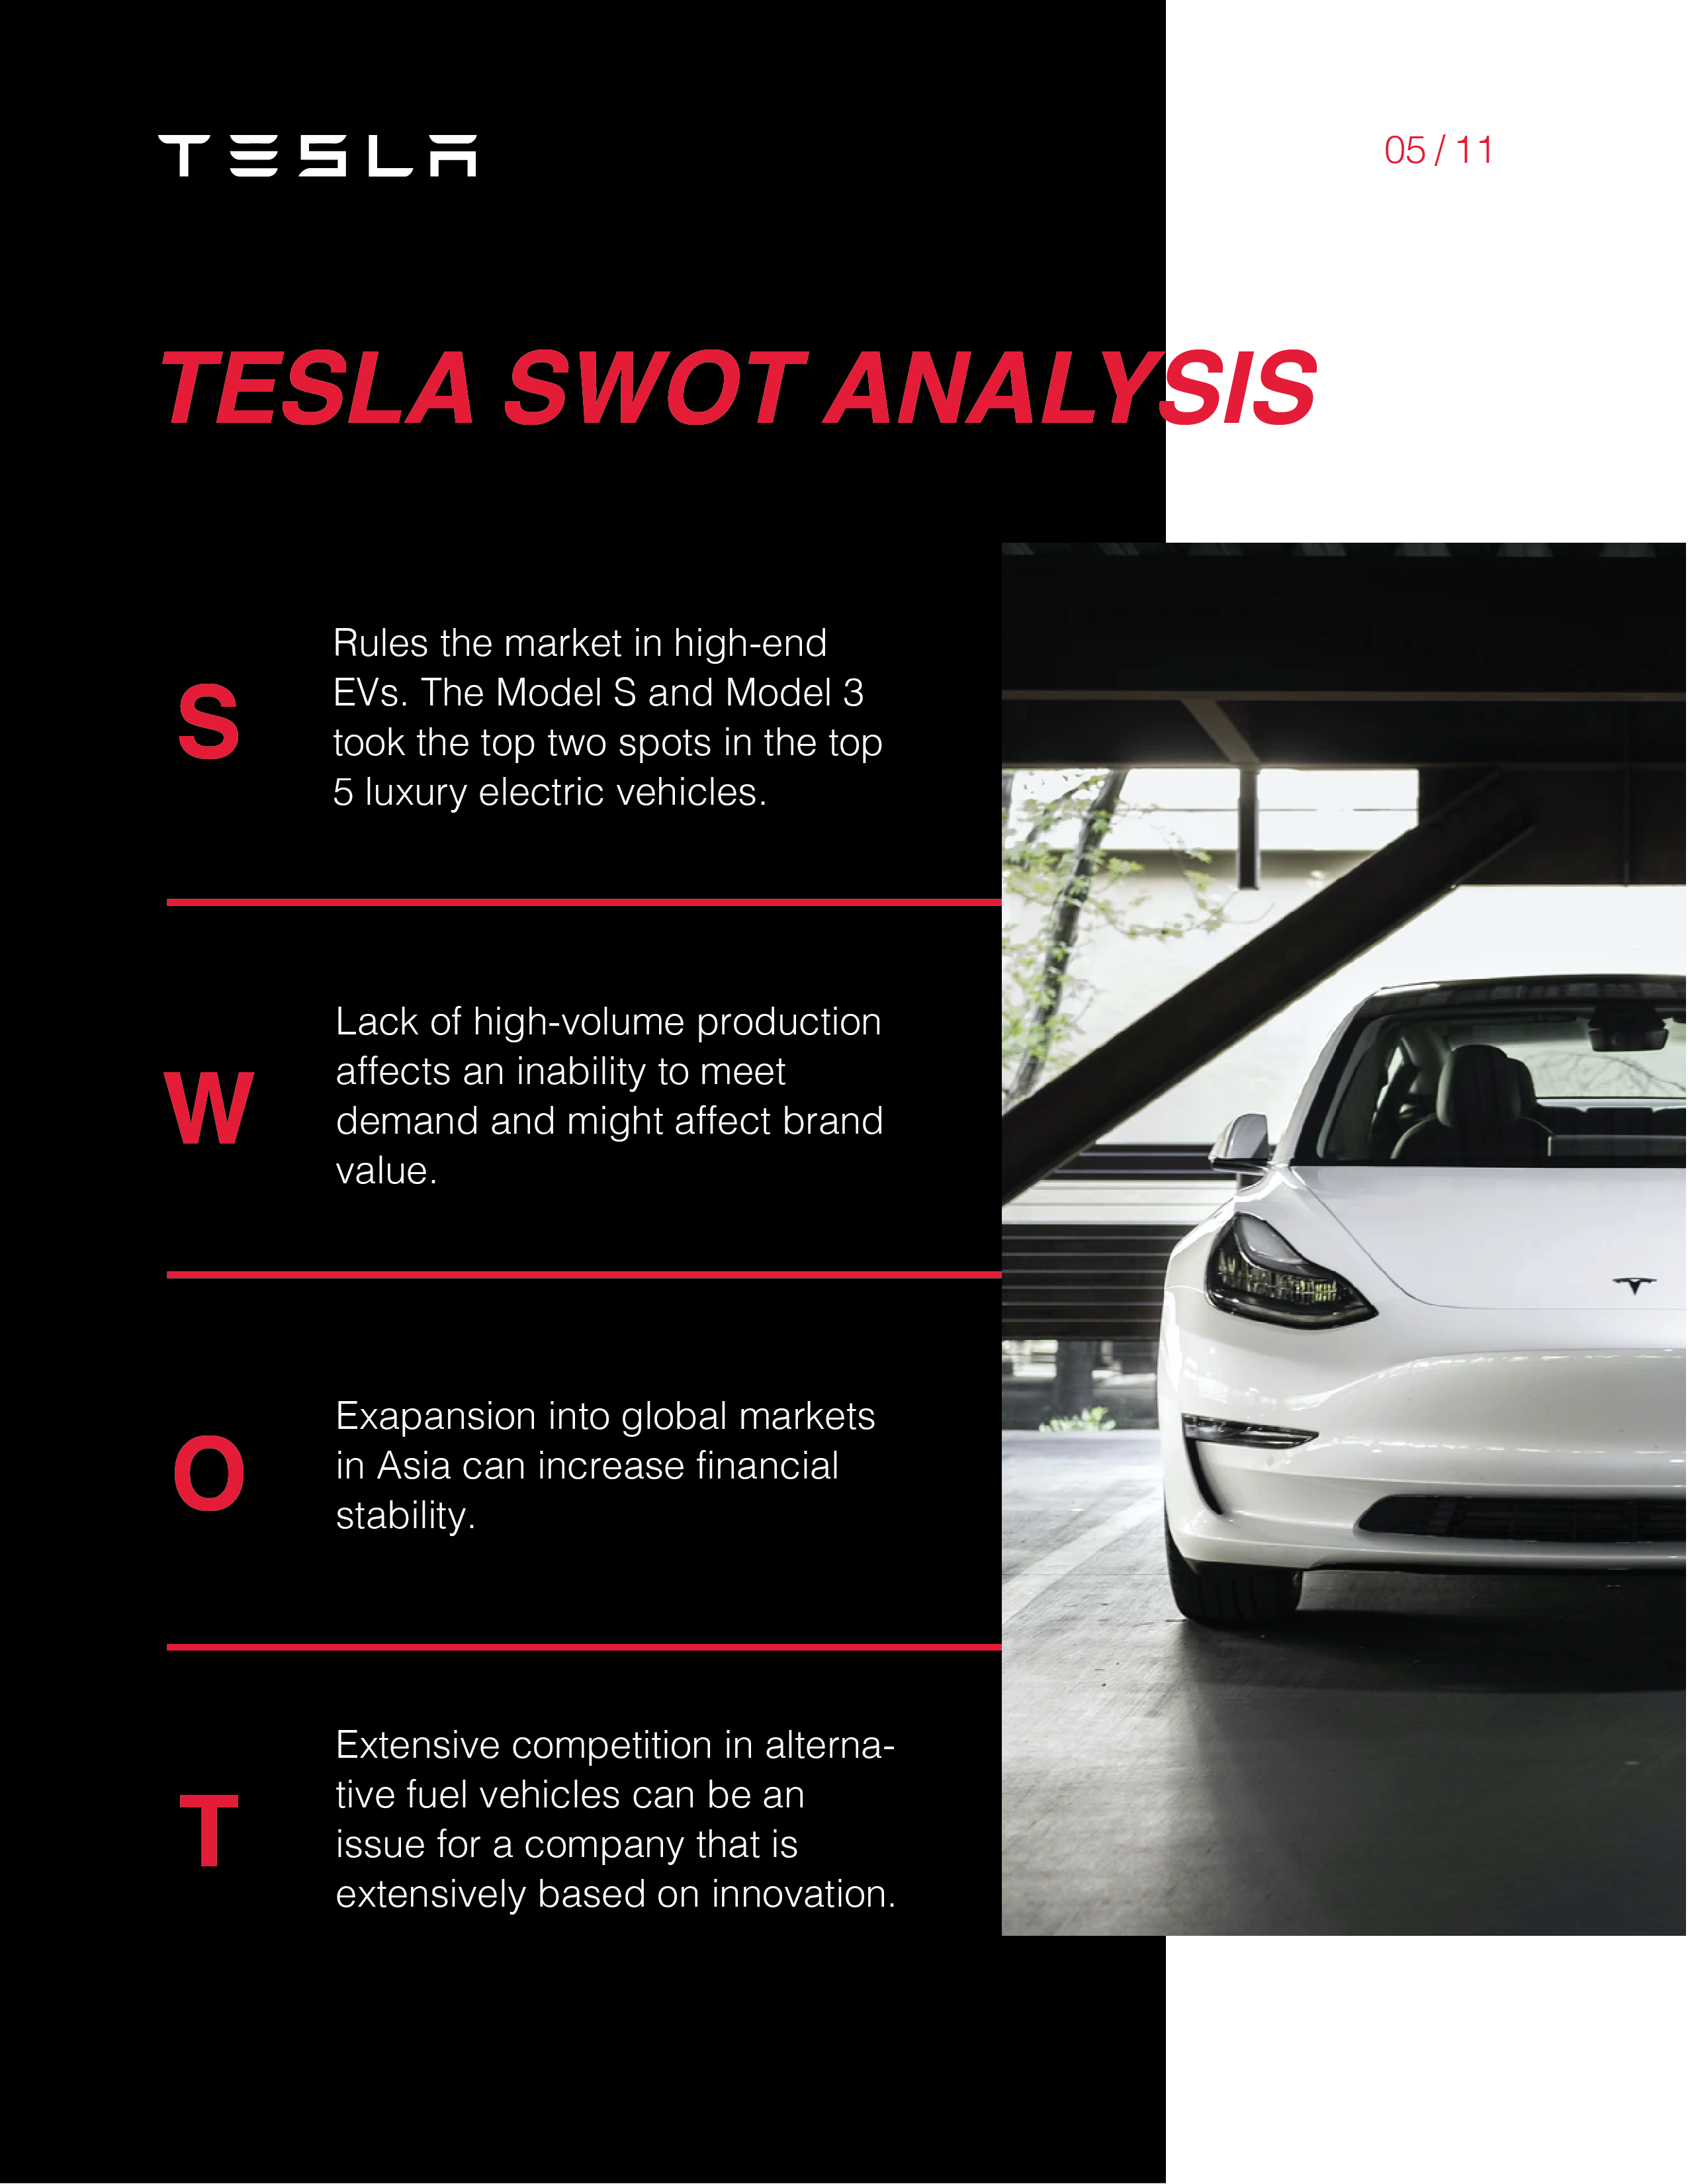 TESLA
05 / 11
TESLA SWOT ANALYSIS
S
Rules the market in high-end
EVs. The Model S and Model 3
took the top two spots in the top
5 luxury electric vehicles.
W
Lack of high-volume production
affects an inability to meet
demand and might affect brand
value.
O
Exapansion into global markets
in Asia can increase financial
stability.
T
Extensive competition in alterna-
tive fuel vehicles can be an
issue for a company that is
extensively based on innovation.